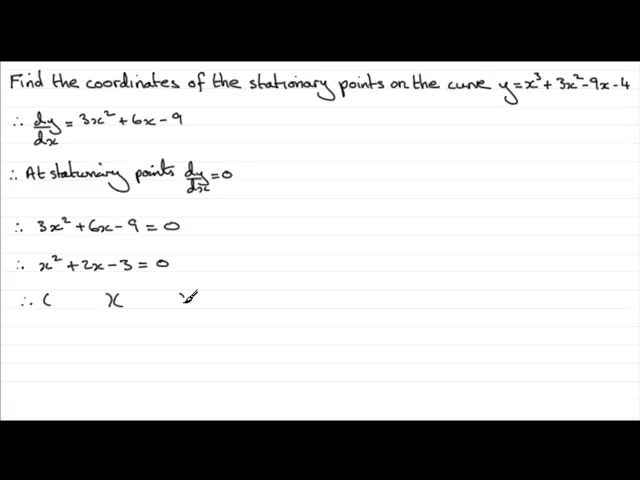 Find the coordinates of the stationary points on the curve y = x³ + 3x² - 9x - 4
∴ dy/dx = 3x² + 6x - 9
∴ At stationary points dy/dx = 0
∴ 3x² + 6x - 9 = 0
∴ x² + 2x - 3 = 0
∴ ( )( )